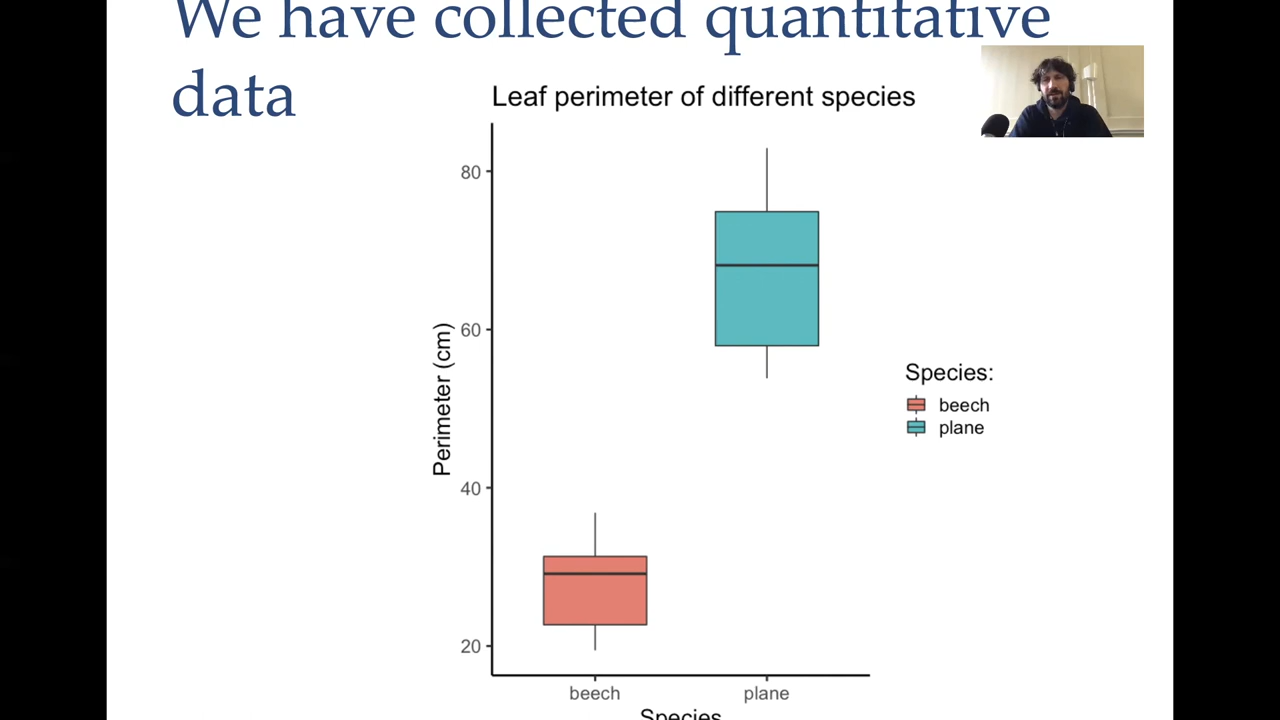 We have collected quantitative
data
Leaf perimeter of different species
80
60
40
20
Perimeter (cm)
beech
plane
Species
Species:
beech
plane